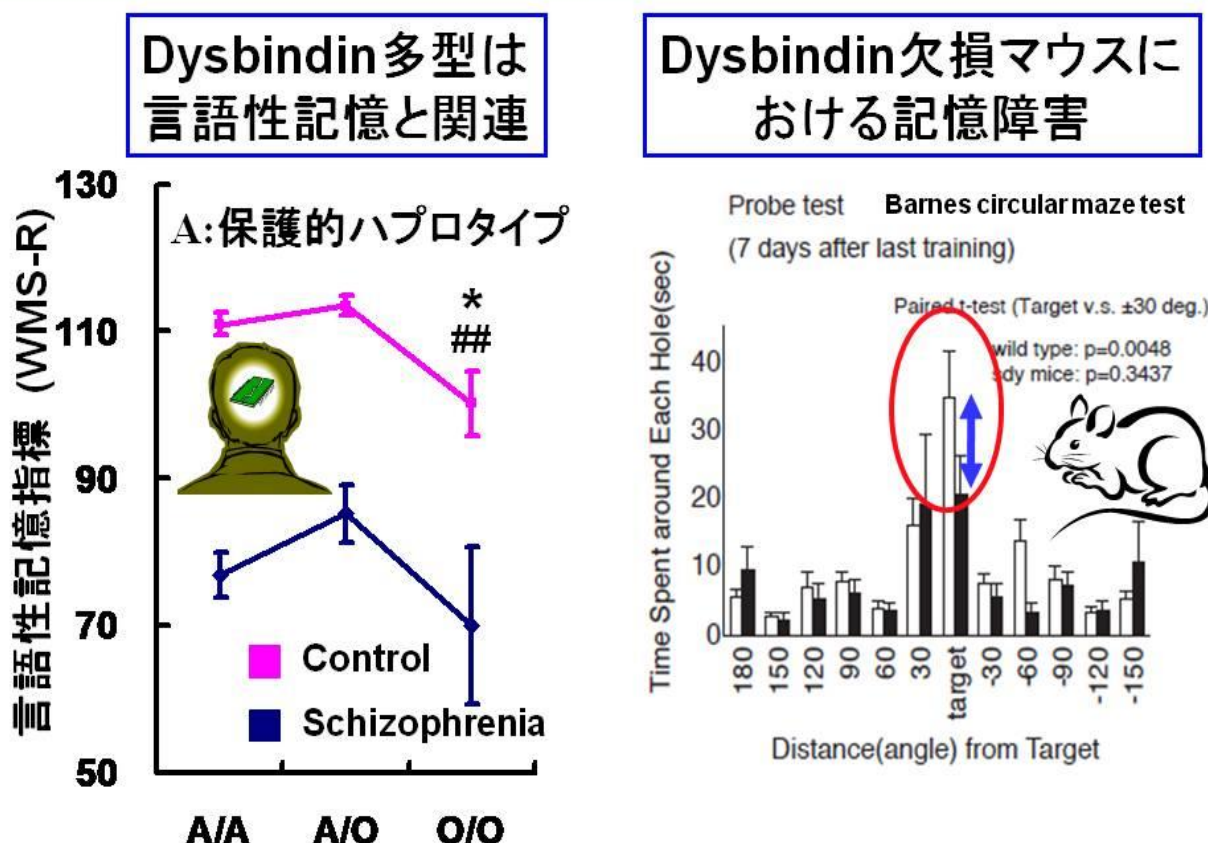 Dysbindin多型は
言語性記憶と関連
言語性記憶指標 (WMS-R)
130
110
90
70
50
A:保護的ハプロタイプ
*
##
Control
Schizophrenia
A/A A/O O/O
Dysbindin欠損マウスに
おける記憶障害
Probe test Barnes circular maze test
(7 days after last training)
Paired t-test (Target v.s. ±30 deg.)
wild type: p=0.0048
sdy mice: p=0.3437
Time Spent around Each Hole(sec)
40
30
20
10
0
180 150 120 90 60 30 target -30 -60 -90 -120 -150
Distance(angle) from Target